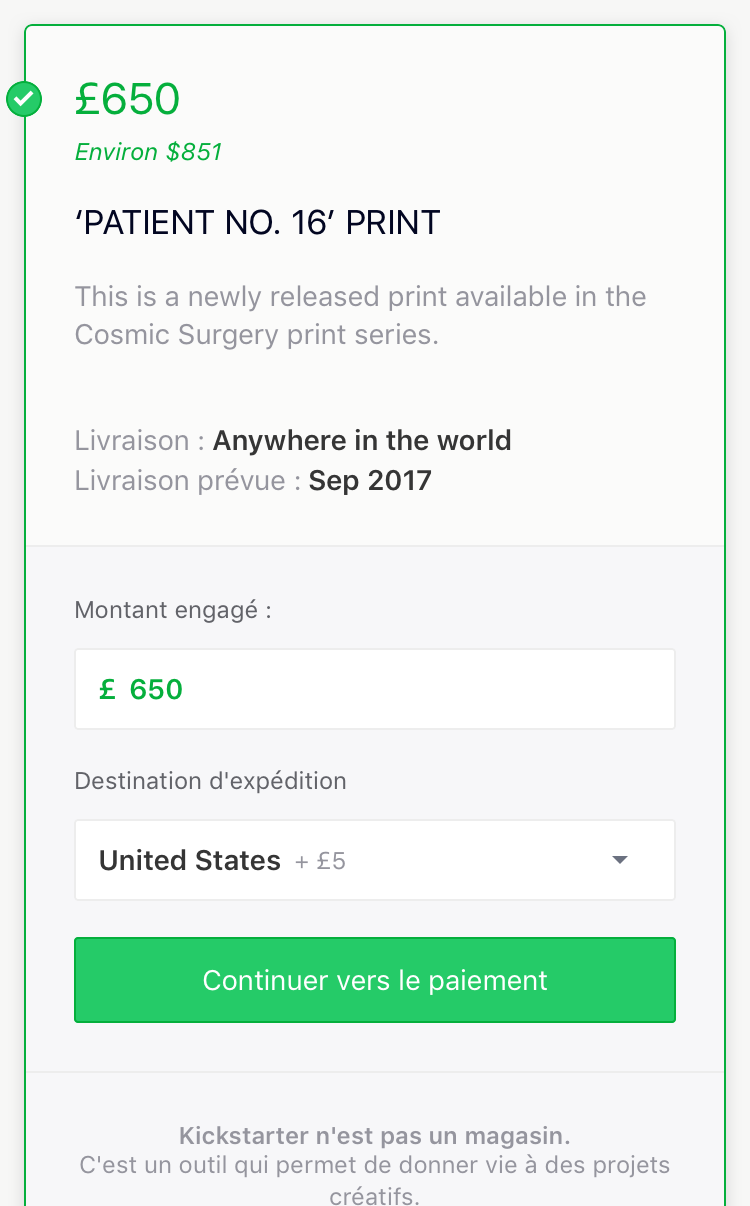 £650
Environ $851
‘PATIENT NO. 16’ PRINT
This is a newly released print available in the
Cosmic Surgery print series.
Livraison : Anywhere in the world
Livraison prévue : Sep 2017
Montant engagé :
£ 650
Destination d'expédition
United States + £5
Continuer vers le paiement
Kickstarter n'est pas un magasin.
C'est un outil qui permet de donner vie à des projets
créatifs.